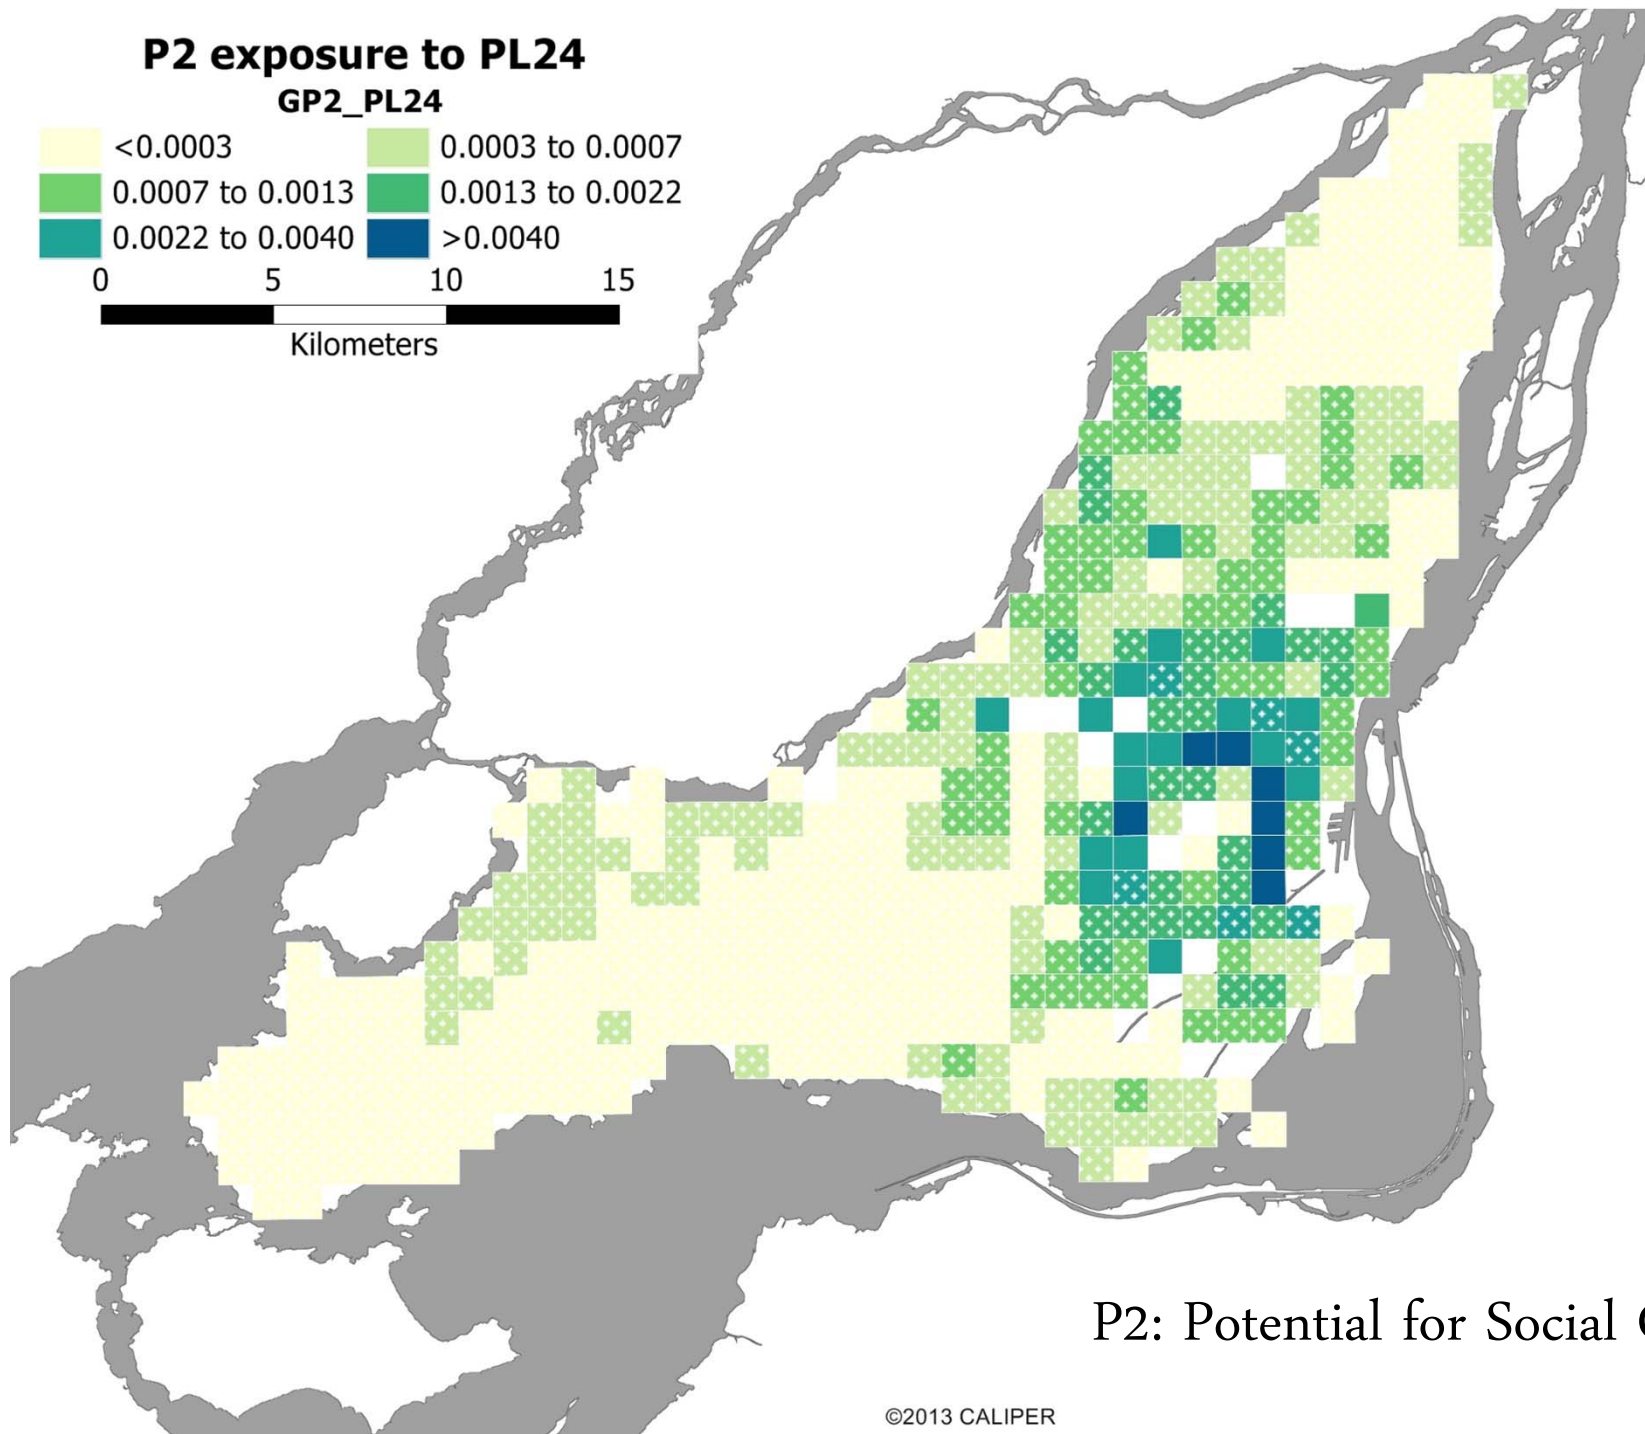 P2 exposure to PL24
GP2_PL24
<0.0003 0.0003 to 0.0007
0.0007 to 0.0013 0.0013 to 0.0022
0.0022 to 0.0040 >0.0040
0 5 10 15
Kilometers
P2: Potential for Social
©2013 CALIPER